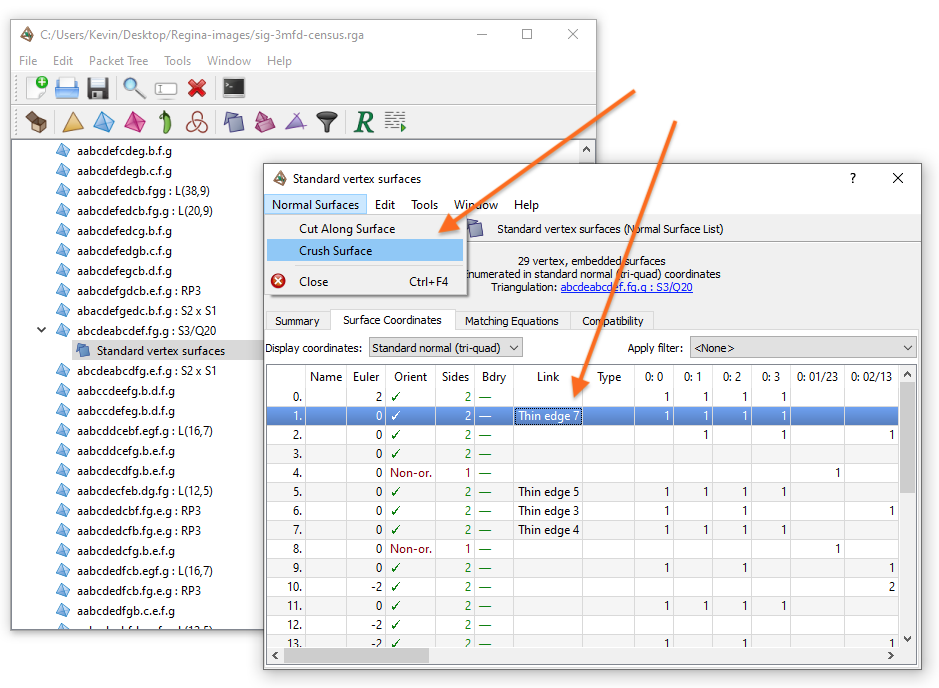 C:/Users/Kevin/Desktop/Regina-images/sig-3mfd-census.rga
File Edit Packet Tree Tools Window Help
R
aabcdefcdeg.b.f.g
aabcdefdegb.c.f.g
aabcdefedcb.fgg : L(38,9)
aabcdefedcb.fg.g : L(20,9)
aabcdefedcg.b.f.g
aabcdefedgb.c.f.g
aabcdefegcb.d.f.g
aabcdefgdcb.e.f.g : RP3
abacdefgedc.b.f.g : S2 x S1
abcdeabcdef.fg.g : S3/Q20
Standard vertex surfaces
abcdeabcdfg.e.f.g : S2 x S1
aabccdeefg.b.d.f.g
aabccdefeg.b.d.f.g
aabcddcebf.egf.g : L(16,7)
aabcddcefg.b.e.f.g
aabcdecdfg.b.e.f.g
aabcdecfeb.dg.fg : L(12,5)
aabcdedcbf.fg.e.g : RP3
aabcdedcfb.fg.e.g : RP3
aabcdedcfg.b.e.f.g
aabcdedfcb.egf.g : L(16,7)
aabcdedfcb.fg.e.g : RP3
aabcdedfgb.c.e.f.g
Standard vertex surfaces
?
Normal Surfaces Edit Tools Window Help
Cut Along Surface
Crush Surface
Close Ctrl+F4
Standard vertex surfaces (Normal Surface List)
29 vertex, embedded surfaces
numerated in standard normal (tri-quad) coordinates
Triangulation: abcdeabcdef.fg.g : S3/Q20
Summary Surface Coordinates Matching Equations Compatibility
Display coordinates: Standard normal (tri-quad) Apply filter: <None>
Name Euler Orient Sides Bdry Link Type 0: 0 0: 1 0: 2 0: 3 0: 01/23 0: 02/13
0. 2 ✓ 2 — 1 1 1 1
1. 0 ✓ 2 — Thin edge 7 1 1 1 1
2. 0 ✓ 2 — 1 1 1
3. 0 ✓ 2 —
4. 0 Non-or. 1 — 1
5. 0 ✓ 2 — Thin edge 5 1 1 1 1
6. 0 ✓ 2 — Thin edge 3 1 1 1
7. 0 ✓ 2 — Thin edge 4 1 1 1 1
8. 0 Non-or. 1 — 1
9. 0 ✓ 2 — 1 1 1
10. -2 ✓ 2 — 2
11. 0 ✓ 2 — 1 1 1 1
12. -2 ✓ 2 —
13. -2 ✓ 2 — 1 1 1